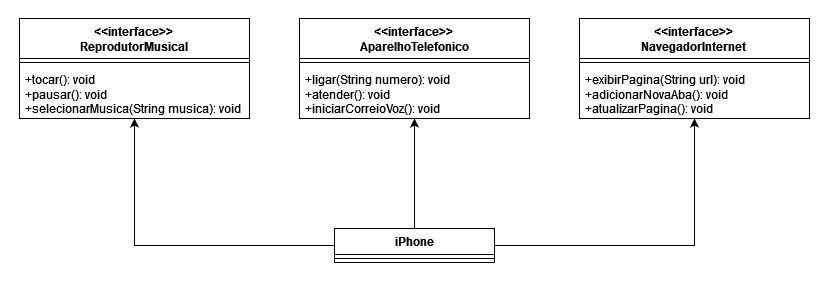 <<interface>>
ReprodutorMusical
+tocar(): void
+pausar(): void
+selecionarMusica(String musica): void
<<interface>>
AparelhoTelefonico
+ligar(String numero): void
+atender(): void
+iniciarCorreioVoz(): void
<<interface>>
NavegadorInternet
+exibirPagina(String url): void
+adicionarNovaAba(): void
+atualizarPagina(): void
iPhone